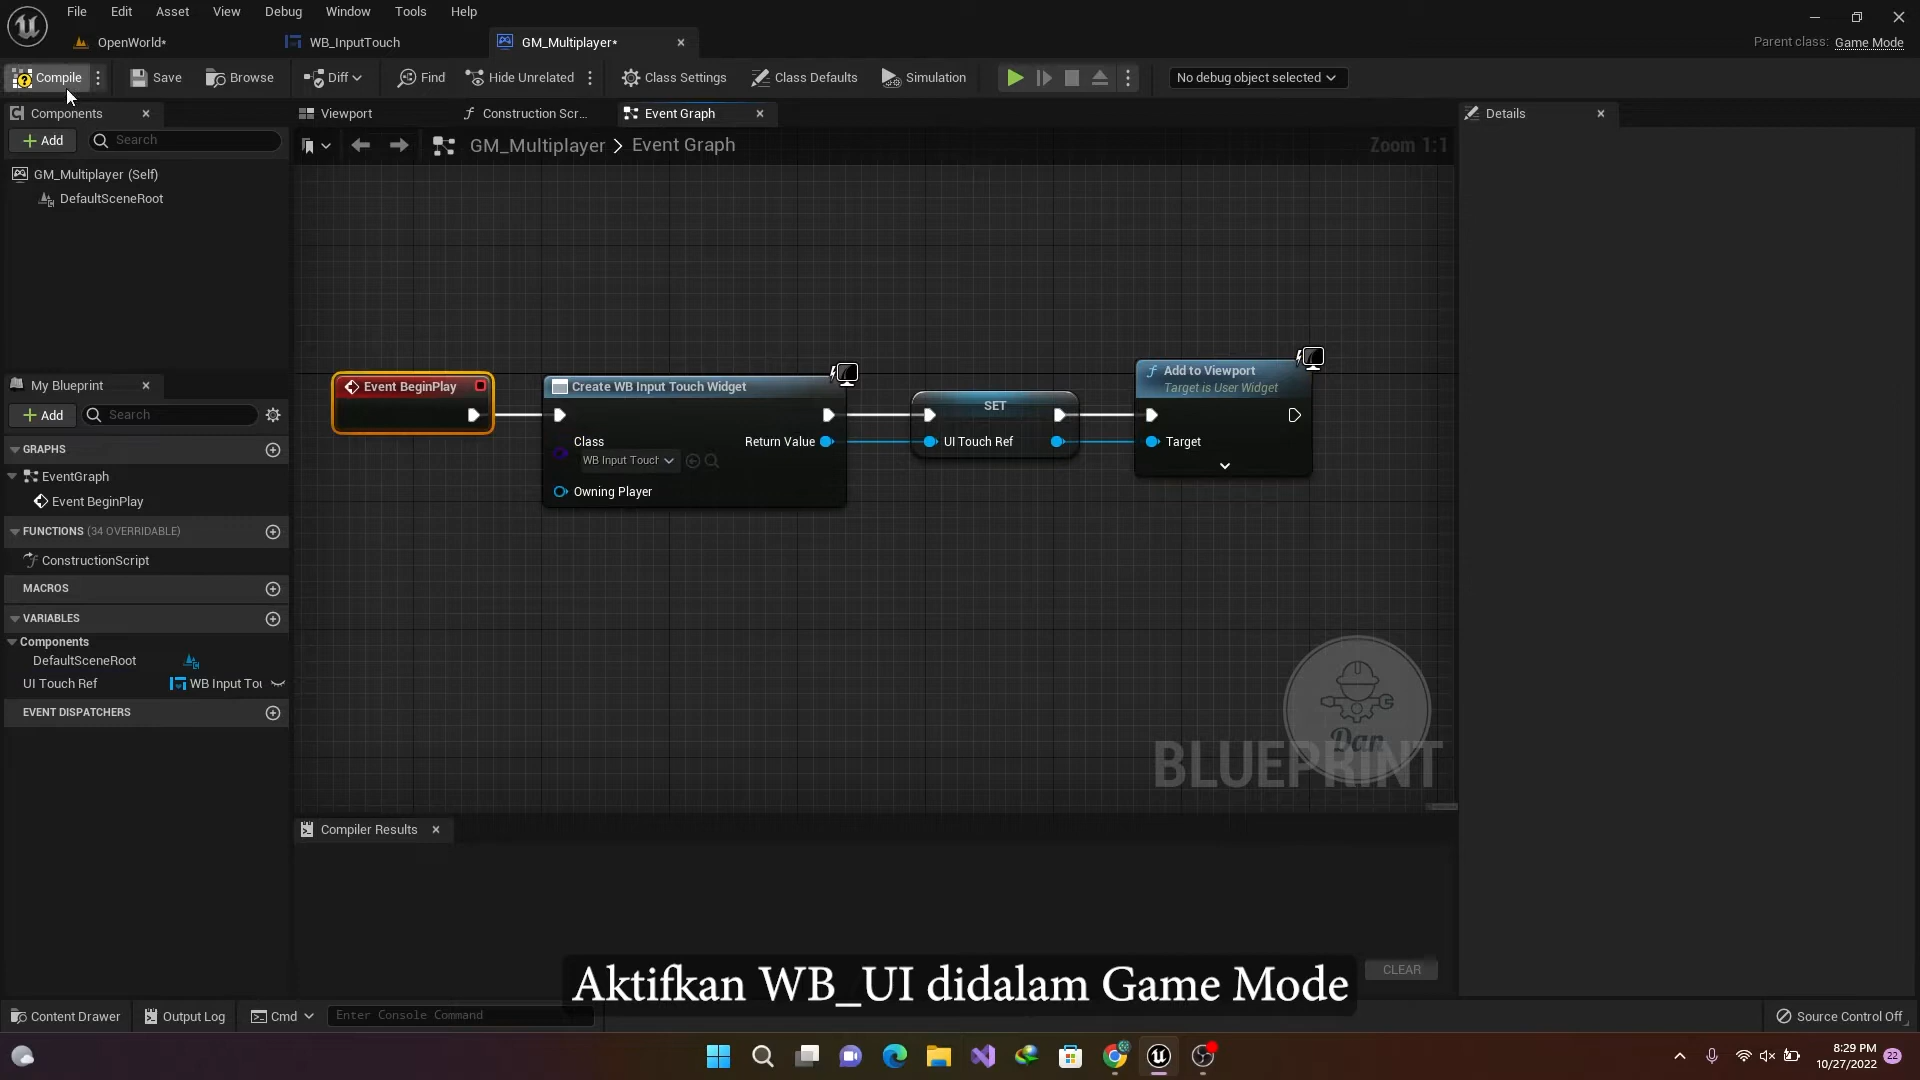 File Edit Asset View Debug Window Tools Help
OpenWorld* WB_InputTouch GM_Multiplayer*
Parent class: Game Mode
Compile Save Browse Diff Find Hide Unrelated Class Settings Class Defaults Simulation No debug object selected
Components
Add Search
GM_Multiplayer (Self)
DefaultSceneRoot
My Blueprint
Add Search
GRAPHS
EventGraph
Event BeginPlay
FUNCTIONS (34 OVERRIDABLE)
ConstructionScript
MACROS
VARIABLES
Components
DefaultSceneRoot
UI Touch Ref WB Input Tou
EVENT DISPATCHERS
Viewport Construction Scr... Event Graph
GM_Multiplayer > Event Graph Zoom 1:1
Event BeginPlay
Create WB Input Touch Widget
Class Return Value
WB Input Touch
Owning Player
SET
UI Touch Ref
Add to Viewport
Target is User Widget
Target
Dan
BLUEPRINT
Details
Compiler Results
Aktifkan WB_UI didalam Game Mode
CLEAR
Content Drawer Output Log Cmd Enter Console Command Source Control Off
8:29 PM
10/27/2022 22